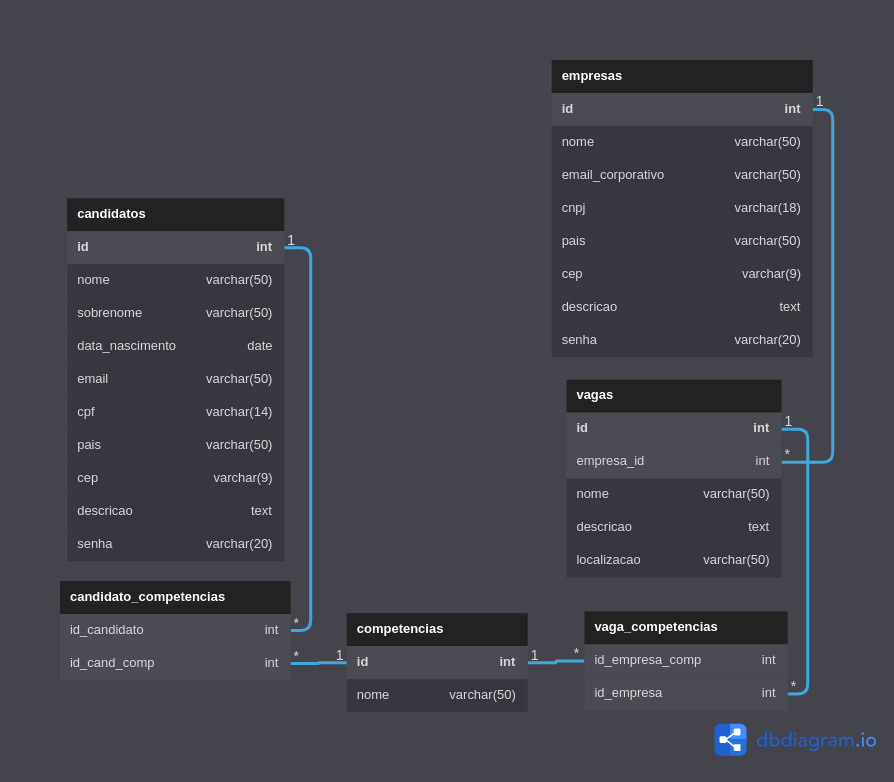 empresas
id int
nome varchar(50)
email_corporativo varchar(50)
cnpj varchar(18)
pais varchar(50)
cep varchar(9)
descricao text
senha varchar(20)
1
candidatos
id int
nome varchar(50)
sobrenome varchar(50)
data_nascimento date
email varchar(50)
cpf varchar(14)
pais varchar(50)
cep varchar(9)
descricao text
senha varchar(20)
1
vagas
id int
empresa_id int
nome varchar(50)
descricao text
localizacao varchar(50)
1
*
candidato_competencias
id_candidato int
id_cand_comp int
*
*
competencias
id int
nome varchar(50)
1
1
vaga_competencias
id_empresa_comp int
id_empresa int
*
*
dbdiagram.io